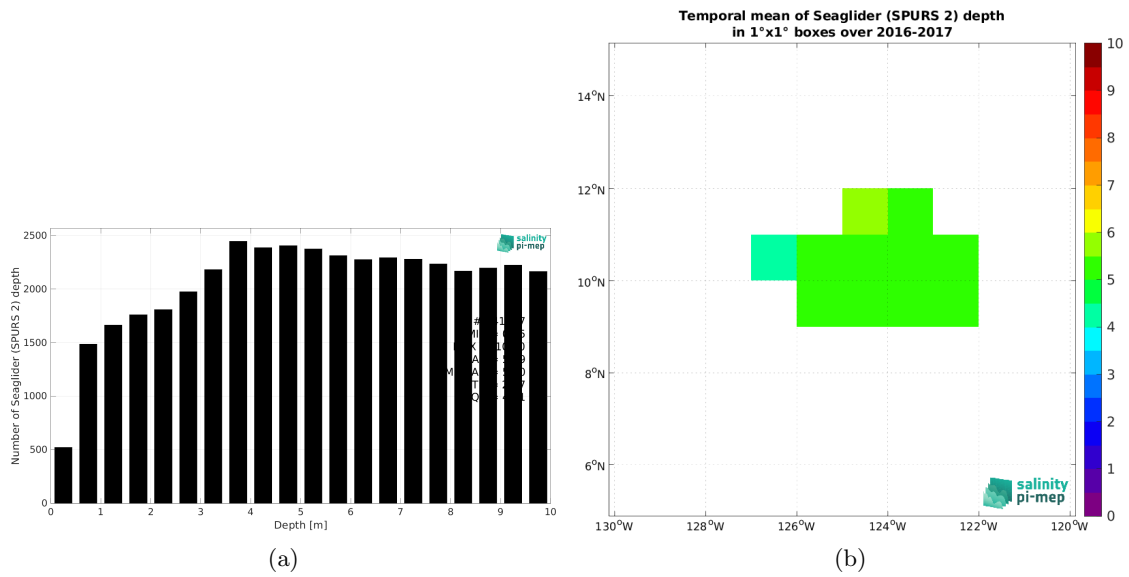 Temporal mean of Seaglider (SPURS 2) depth
in 1°x1° boxes over 2016-2017
Number of Seaglider (SPURS 2) depth
2500
2000
1500
1000
500
0
0 1 2 3 4 5 6 7 8 9 10
Depth [m]
salinity
pi-mep
(a)
14°N
12°N
10°N
8°N
6°N
130°W 128°W 126°W 124°W 122°W 120°W
10
9
8
7
6
5
4
3
2
1
0
salinity
pi-mep
(b)